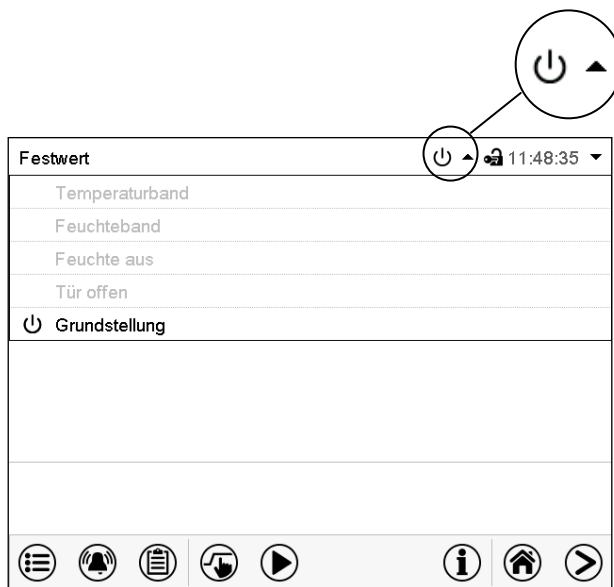 Festwert 11:48:35
Temperaturband
Feuchteband
Feuchte aus
Tür offen
Grundstellung